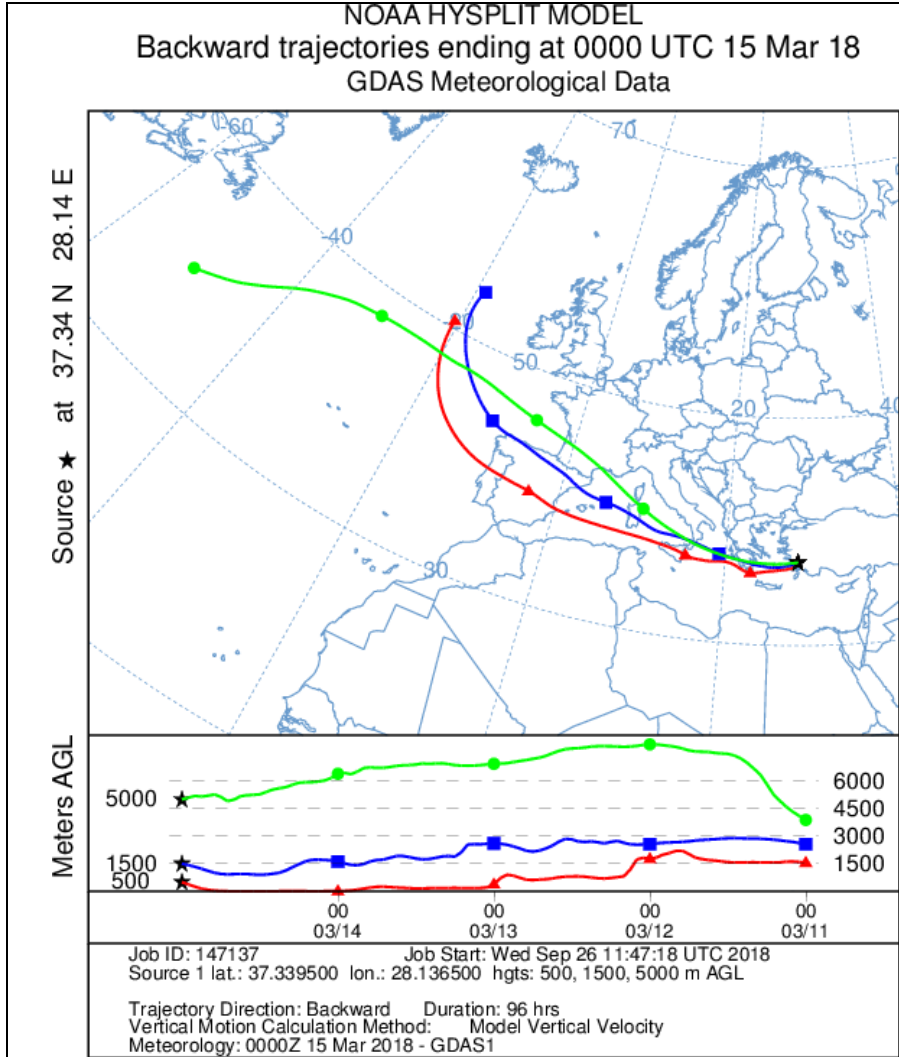 NOAA HYSPLIT MODEL
Backward trajectories ending at 0000 UTC 15 Mar 18
GDAS Meteorological Data
Source ★ at 37.34 N 28.14 E
-60
-70
-40
-20
50
0
20
40
30
Meters AGL
5000
1500
500
6000
4500
3000
1500
00 00 00 00
03/14 03/13 03/12 03/11
Job ID: 147137 Job Start: Wed Sep 26 11:47:18 UTC 2018
Source 1 lat.: 37.339500 lon.: 28.136500 hgts: 500, 1500, 5000 m AGL
Trajectory Direction: Backward Duration: 96 hrs
Vertical Motion Calculation Method: Model Vertical Velocity
Meteorology: 0000Z 15 Mar 2018 - GDAS1